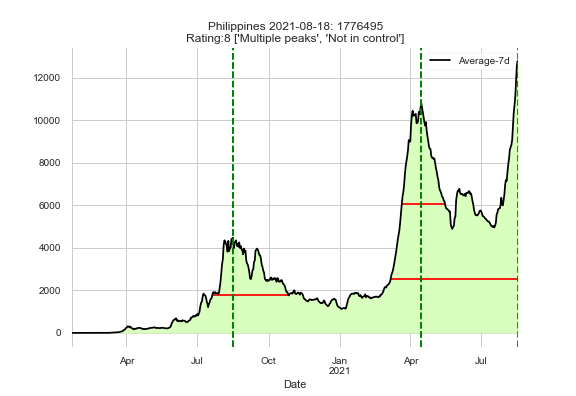 Philippines 2021-08-18: 1776495
Rating:8 ['Multiple peaks', 'Not in control']
Average-7d
12000
10000
8000
6000
4000
2000
0
Apr Jul Oct Jan Apr Jul
2021
Date